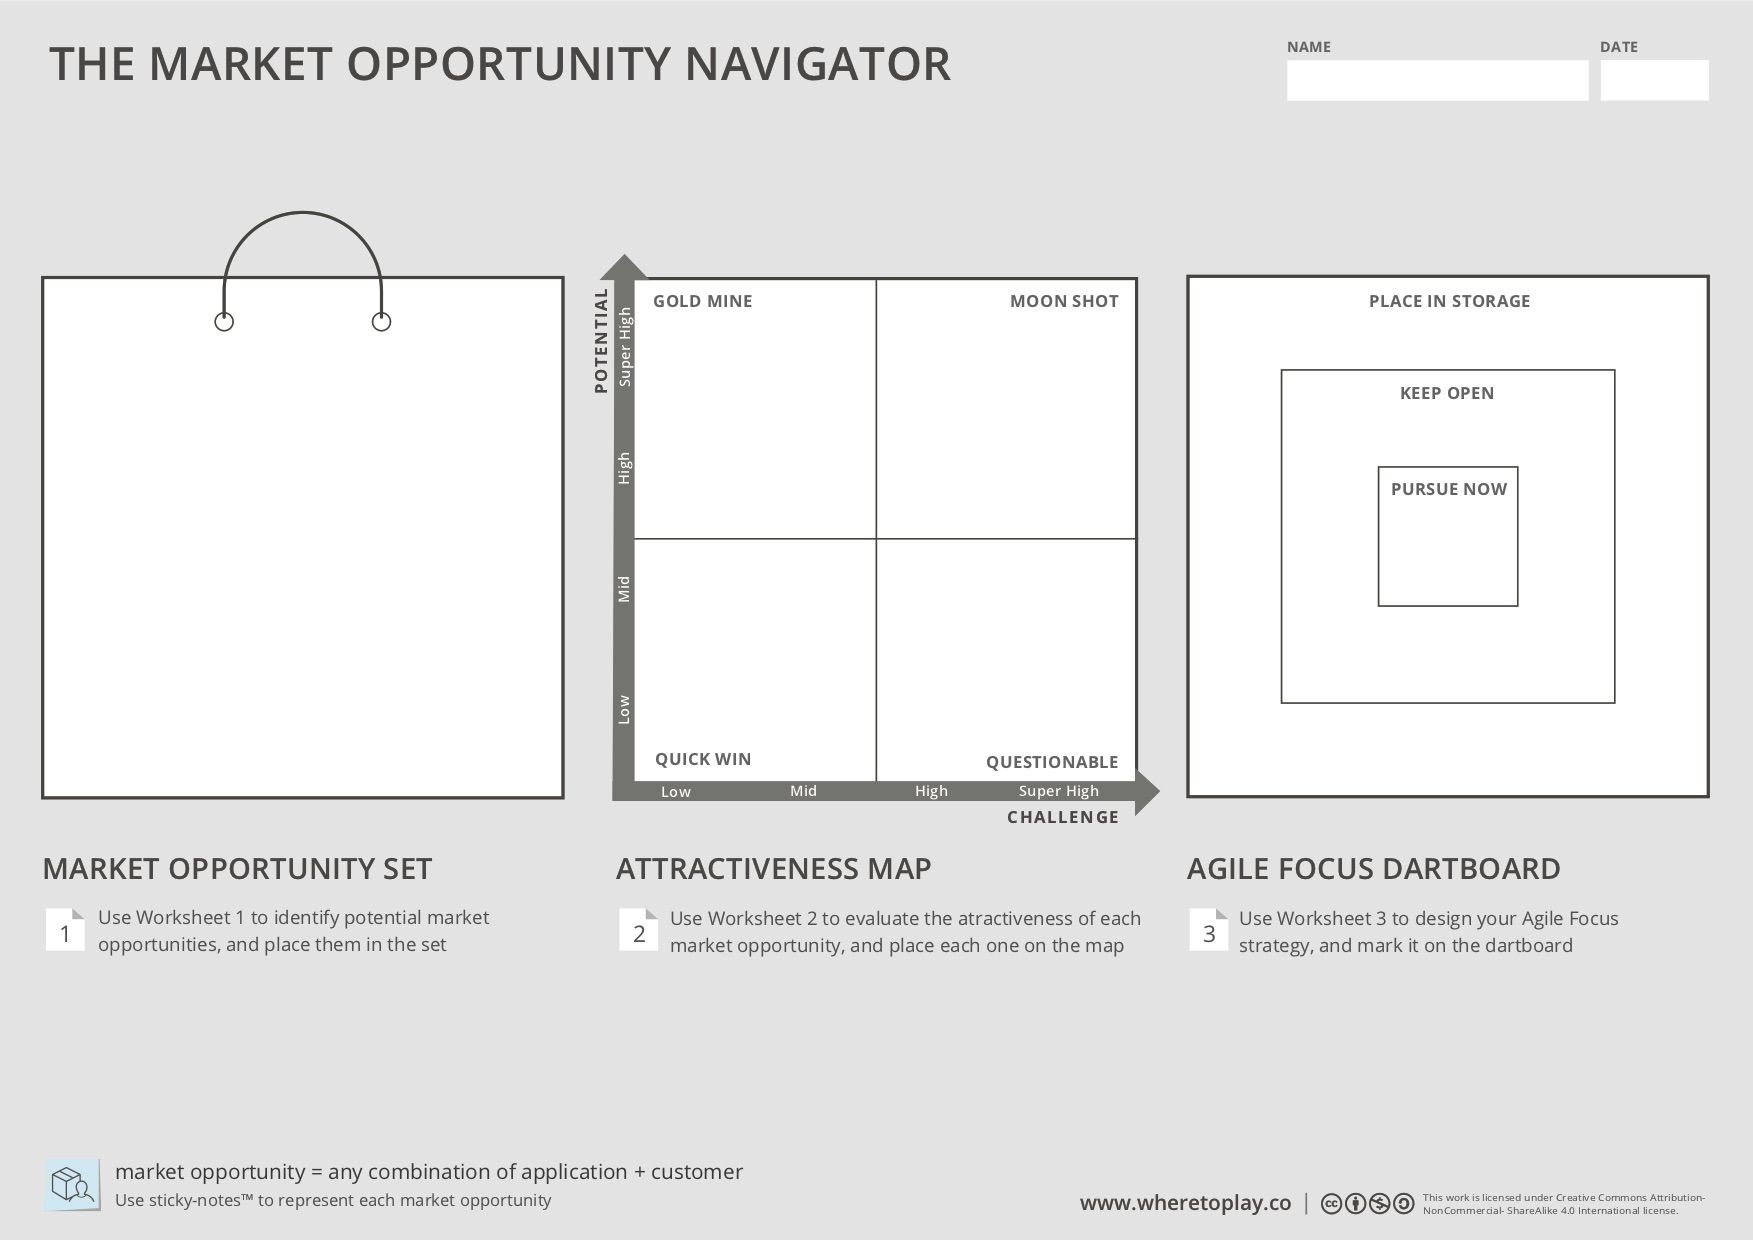 THE MARKET OPPORTUNITY NAVIGATOR
NAME
DATE
POTENTIAL
Super High
High
Mid
Low
GOLD MINE
MOON SHOT
QUICK WIN
QUESTIONABLE
Low
Mid
High
Super High
CHALLENGE
PLACE IN STORAGE
KEEP OPEN
PURSUE NOW
MARKET OPPORTUNITY SET
1
Use Worksheet 1 to identify potential market
opportunities, and place them in the set
ATTRACTIVENESS MAP
2
Use Worksheet 2 to evaluate the atractiveness of each
market opportunity, and place each one on the map
AGILE FOCUS DARTBOARD
3
Use Worksheet 3 to design your Agile Focus
strategy, and mark it on the dartboard
market opportunity = any combination of application + customer
Use sticky-notes™ to represent each market opportunity
www.wheretoplay.co |
cc
This work is licensed under Creative Commons Attribution-
NonCommercial- ShareAlike 4.0 International license.